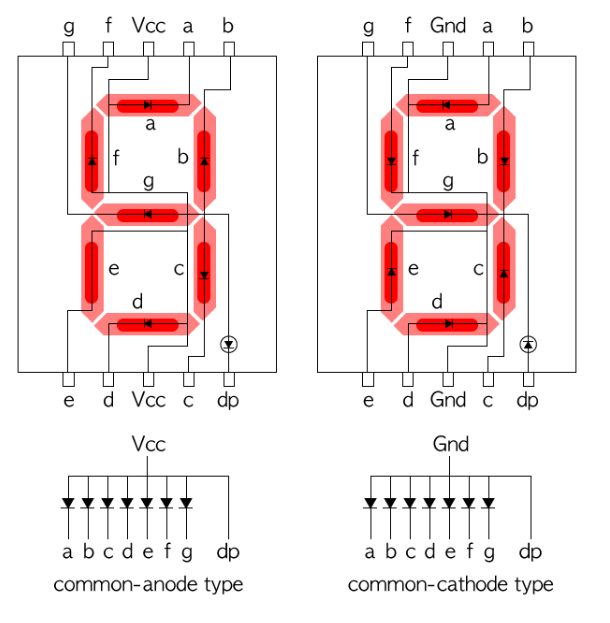 g f Vcc a b g f Gnd a b
a a
f b f b
g g
e c e c
d d
e d Vcc c dp e d Gnd c dp
Vcc Gnd
a b c d e f g dp a b c d e f g dp
common-anode type common-cathode type